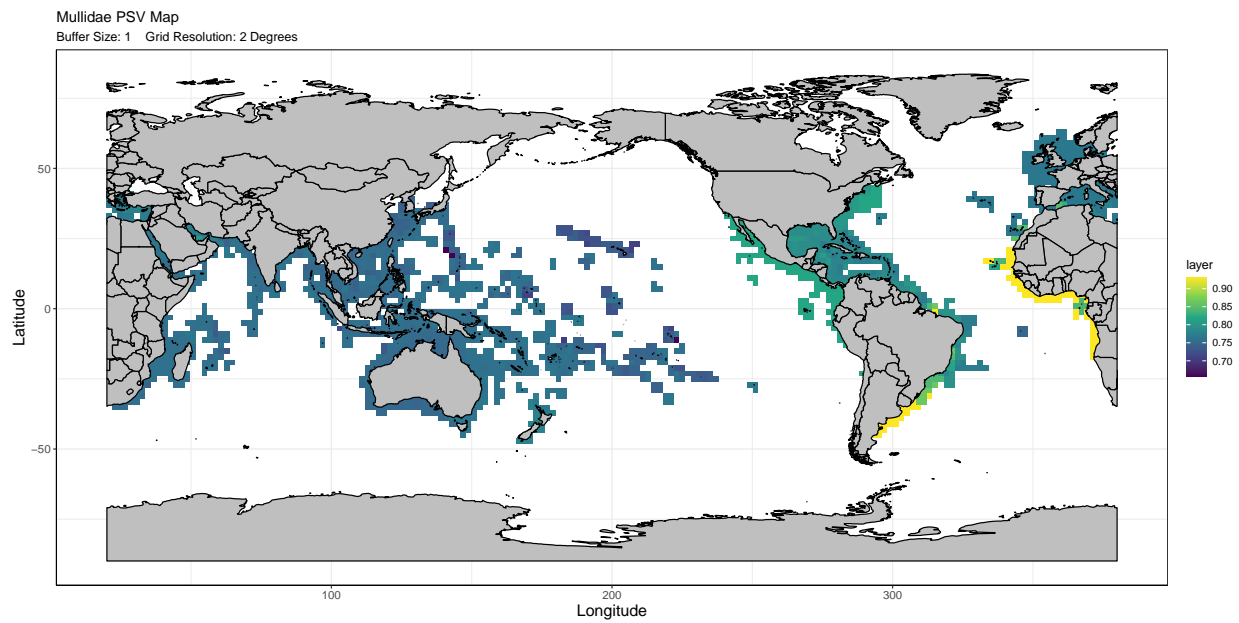 Mullidae PSV Map
Buffer Size: 1    Grid Resolution: 2 Degrees
50
0
−50
Latitude
100
200
300
Longitude
layer
0.90
0.85
0.80
0.75
0.70